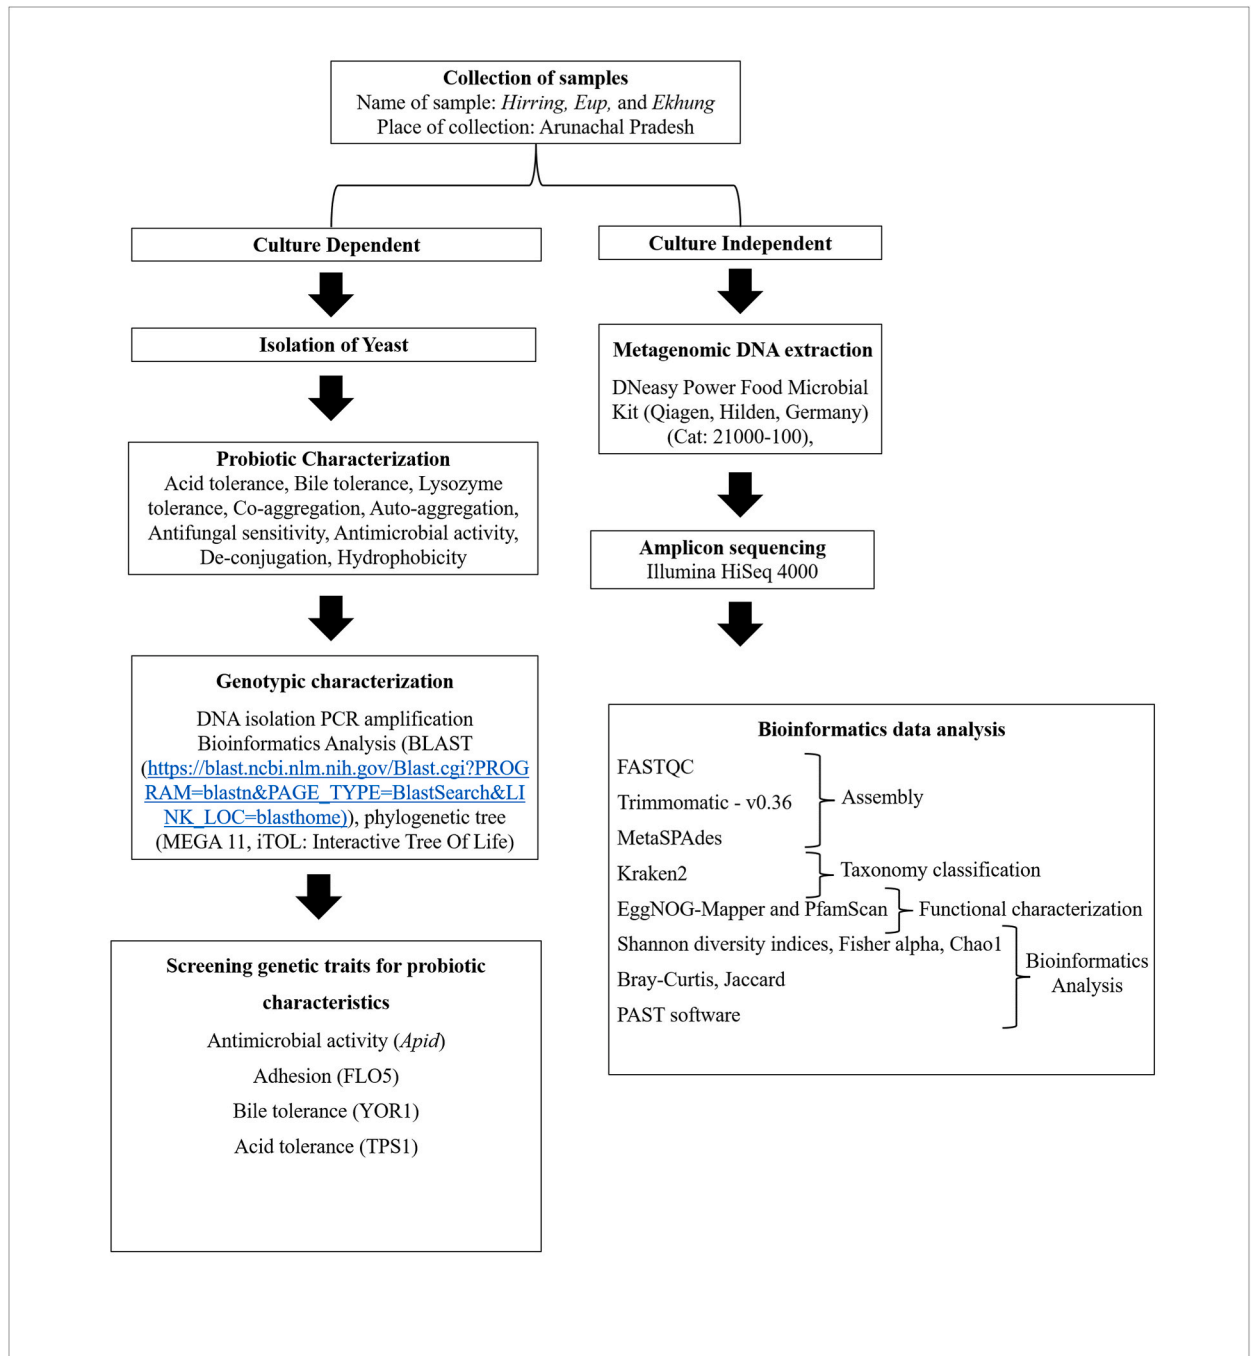 Collection of samples
Name of sample: Hirring, Eup, and Ekhung
Place of collection: Arunachal Pradesh
Culture Dependent
Isolation of Yeast
Probiotic Characterization
Acid tolerance, Bile tolerance, Lysozyme
tolerance, Co-aggregation, Auto-aggregation,
Antifungal sensitivity, Antimicrobial activity,
De-conjugation, Hydrophobicity
Genotypic characterization
DNA isolation PCR amplification
Bioinformatics Analysis (BLAST
(https://blast.ncbi.nlm.nih.gov/Blast.cgi?PROG
RAM=blastn&PAGE_TYPE=BlastSearch&LI
NK_LOC=blasthome)), phylogenetic tree
(MEGA 11, iTOL: Interactive Tree Of Life)
Screening genetic traits for probiotic
characteristics
Antimicrobial activity (Apid)
Adhesion (FLO5)
Bile tolerance (YOR1)
Acid tolerance (TPS1)
Culture Independent
Metagenomic DNA extraction
DNeasy Power Food Microbial
Kit (Qiagen, Hilden, Germany)
(Cat: 21000-100),
Amplicon sequencing
Illumina HiSeq 4000
Bioinformatics data analysis
FASTQC
Trimmomatic - v0.36
MetaSPAdes
Assembly
Kraken2
Taxonomy classification
EggNOG-Mapper and PfamScan
Functional characterization
Shannon diversity indices, Fisher alpha, Chao1
Bray-Curtis, Jaccard
PAST software
Bioinformatics
Analysis